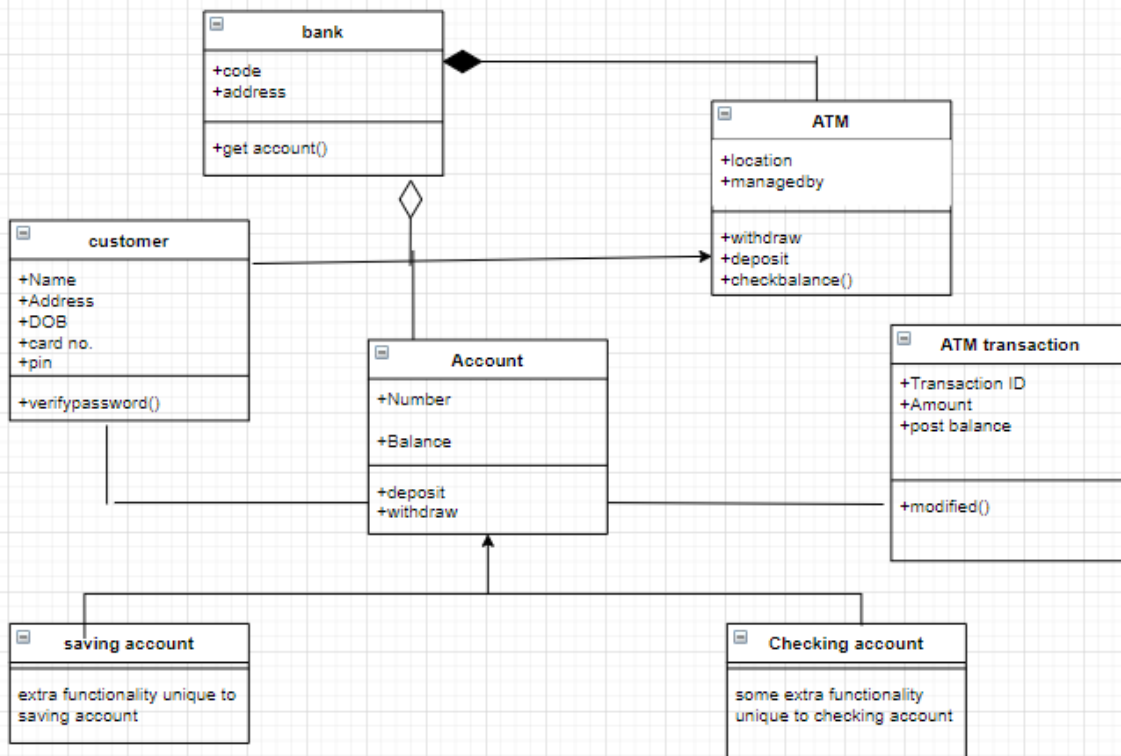 bank
+code
+address
+get account()
ATM
+location
+managedby
+withdraw
+deposit
+checkbalance()
customer
+Name
+Address
+DOB
+card no.
+pin
+verifypassword()
Account
+Number
+Balance
+deposit
+withdraw
ATM transaction
+Transaction ID
+Amount
+post balance
+modified()
saving account
extra functionality unique to
saving account
Checking account
some extra functionality
unique to checking account